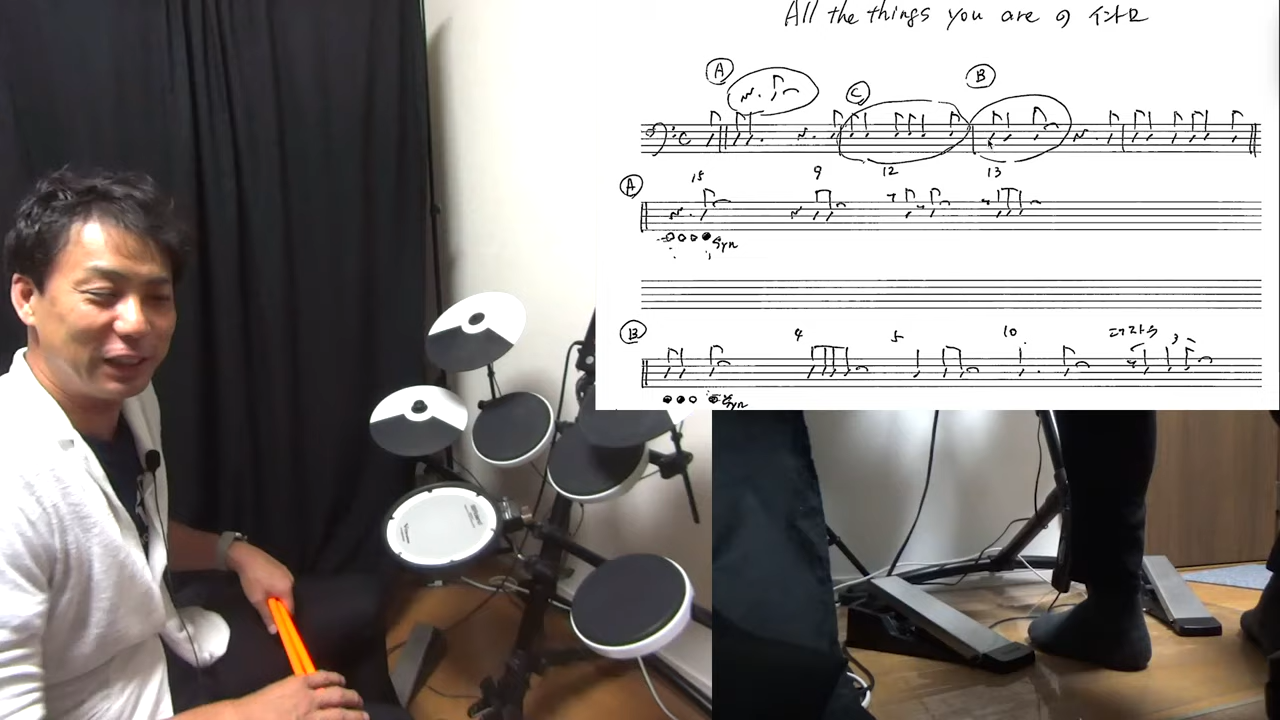 All the things you are の イントロ
A
C
B
A 15 9 12 13
Syn
B 4 5 10
Syn